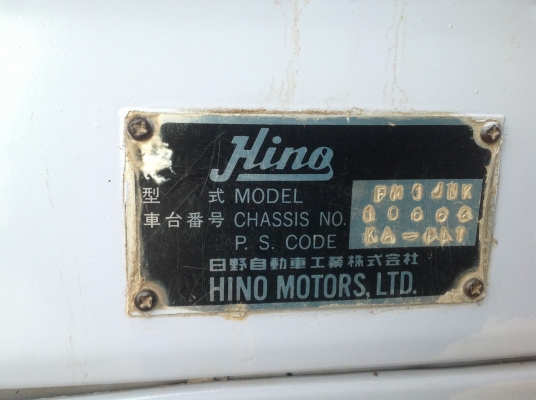 Hino
型 式 MODEL
車台番号 CHASSIS NO.
P. S. CODE
日野自動車工業株式会社
HINO MOTORS, LTD.